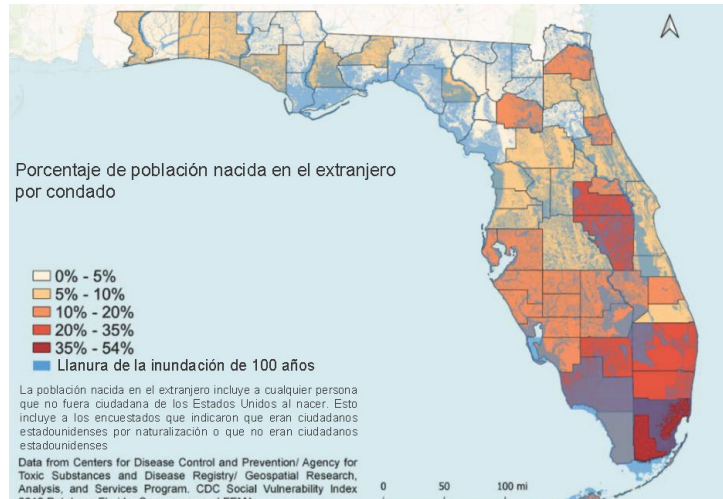 Porcentaje de población nacida en el extranjero
por condado
0% - 5%
5% - 10%
10% - 20%
20% - 35%
35% - 54%
Llanura de la inundación de 100 años
La población nacida en el extranjero incluye a cualquier persona
que no fuera ciudadana de los Estados Unidos al nacer. Esto
incluye a los encuestados que indicaron que eran ciudadanos
estadounidenses por naturalización o que no eran ciudadanos
estadounidenses
Data from Centers for Disease Control and Prevention/ Agency for
Toxic Substances and Disease Registry/ Geospatial Research,
Analysis, and Services Program. CDC Social Vulnerability Index
0 50 100 mi